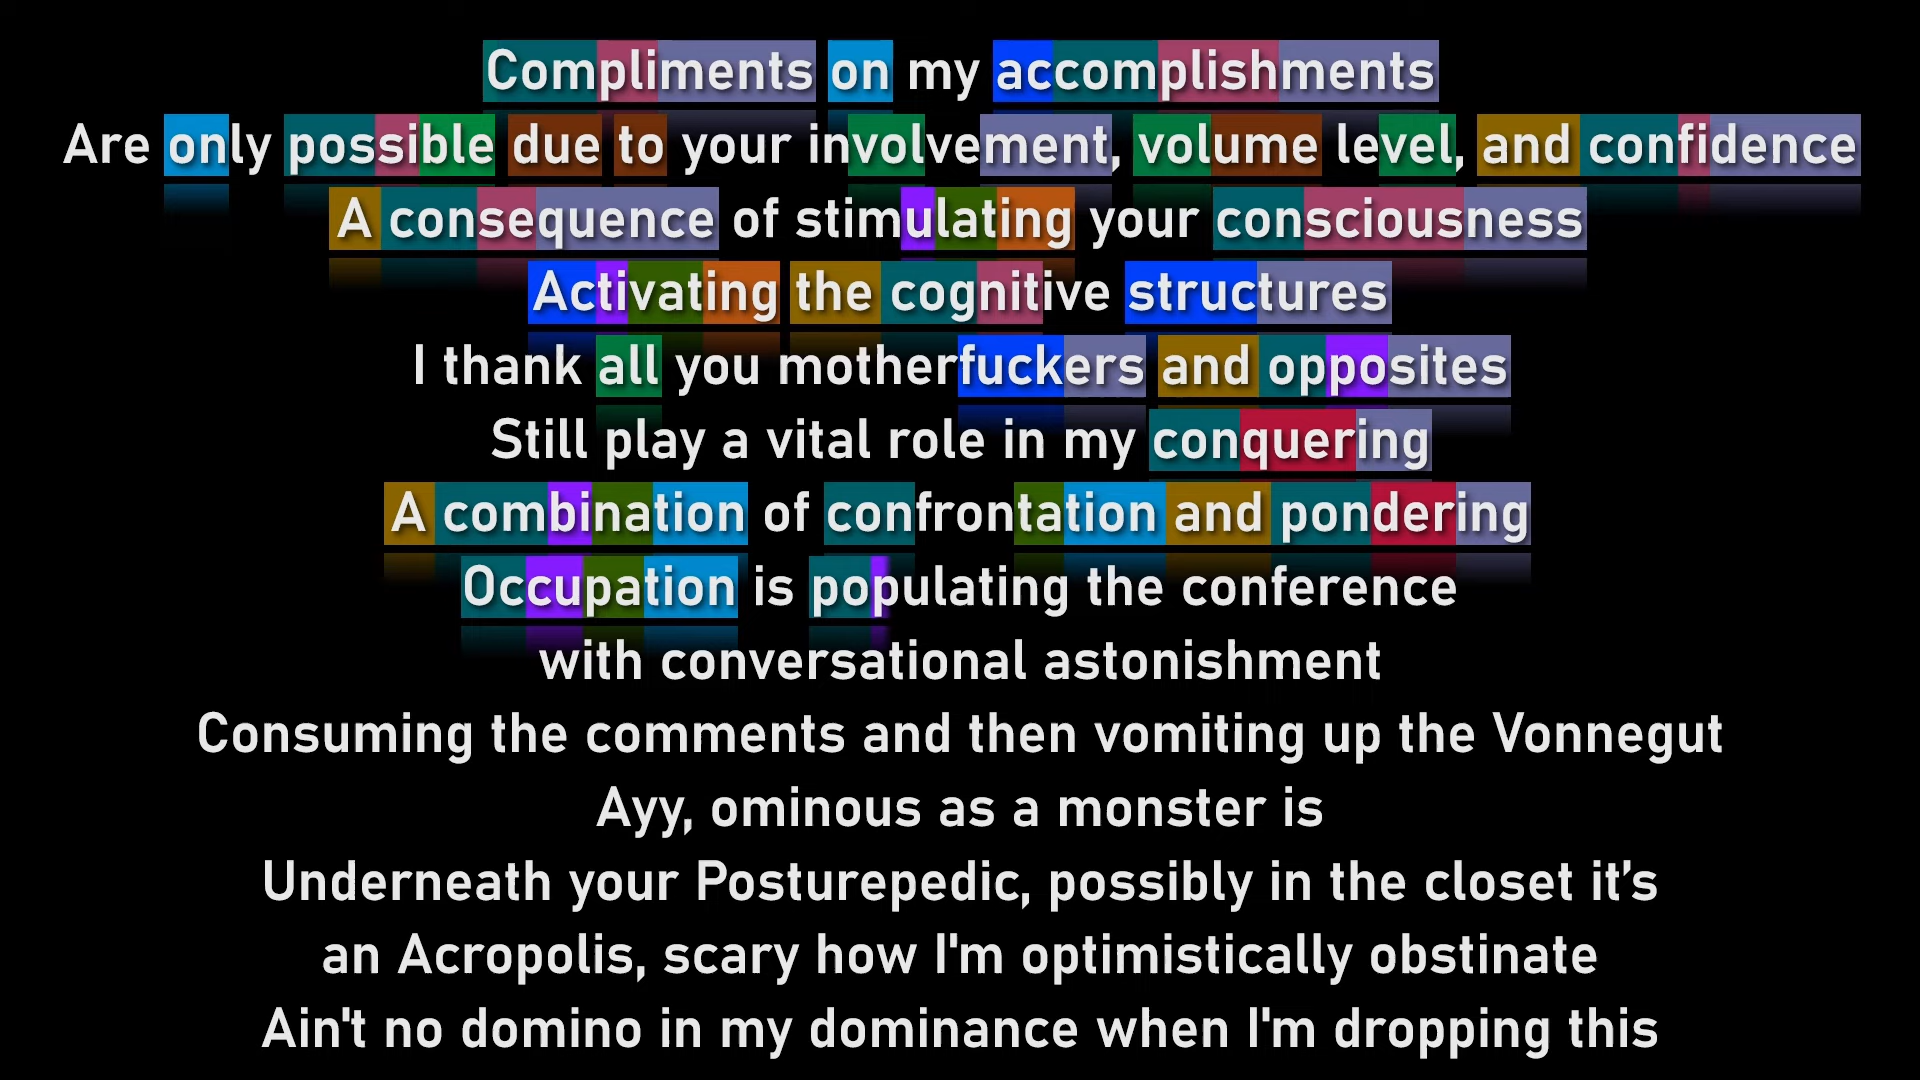 Compliments on my accomplishments
Are only possible due to your involvement, volume level, and confidence
A consequence of stimulating your consciousness
Activating the cognitive structures
I thank all you motherfuckers and opposites
Still play a vital role in my conquering
A combination of confrontation and pondering
Occupation is populating the conference
with conversational astonishment
Consuming the comments and then vomiting up the Vonnegut
Ayy, ominous as a monster is
Underneath your Posturepedic, possibly in the closet it's
an Acropolis, scary how I'm optimistically obstinate
Ain't no domino in my dominance when I'm dropping this